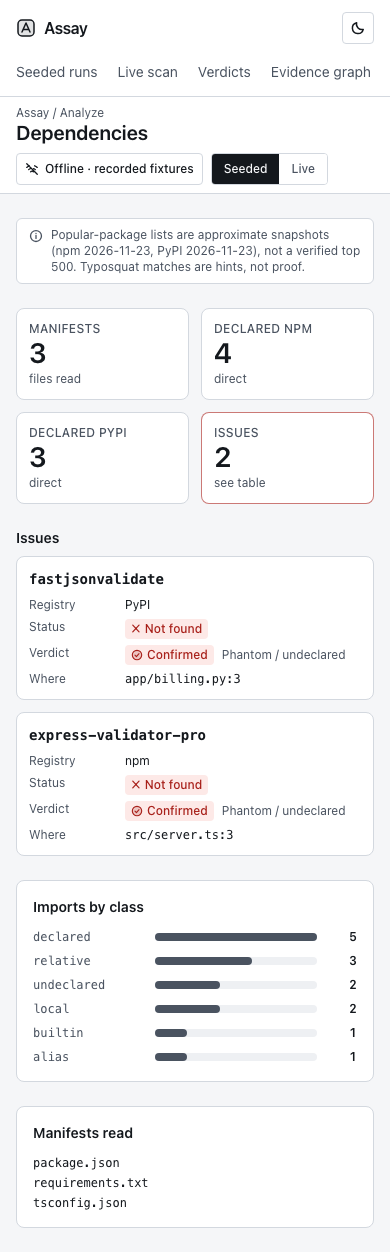 Assay
Seeded runs Live scan Verdicts Evidence graph
Assay / Analyze
Dependencies
Offline · recorded fixtures Seeded Live
Popular-package lists are approximate snapshots
(npm 2026-11-23, PyPI 2026-11-23), not a verified top
500. Typosquat matches are hints, not proof.
MANIFESTS
3
files read
DECLARED NPM
4
direct
DECLARED PYPI
3
direct
ISSUES
2
see table
Issues
fastjsonvalidate
Registry PyPI
Status Not found
Verdict Confirmed Phantom / undeclared
Where app/billing.py:3
express-validator-pro
Registry npm
Status Not found
Verdict Confirmed Phantom / undeclared
Where src/server.ts:3
Imports by class
declared 5
relative 3
undeclared 2
local 2
builtin 1
alias 1
Manifests read
package.json
requirements.txt
tsconfig.json